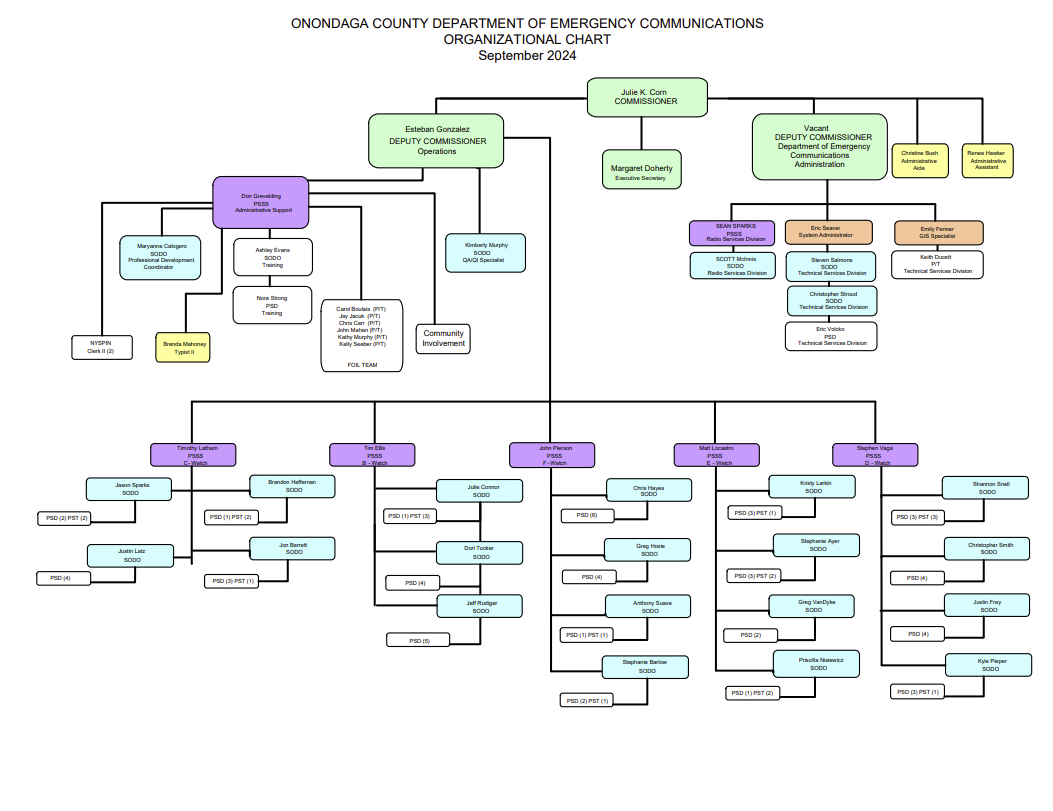 ONONDAGA COUNTY DEPARTMENT OF EMERGENCY COMMUNICATIONS
ORGANIZATIONAL CHART
September 2024
Julie K. Corn
COMMISSIONER
Esteban Gonzalez
DEPUTY COMMISSIONER
Operations
Margaret Doherty
Executive Secretary
Vacant
DEPUTY COMMISSIONER
Department of Emergency
Communications
Administration
Christine Bush
Administrative
Aide
Renee Hawker
Administrative
Assistant
Don Grevelding
PSSS
Administrative Support
Maryanne Calogero
SODO
Professional Development
Coordinator
Ashley Evans
SODO
Training
Nora Strong
PSD
Training
Kimberly Murphy
SODO
QA/QI Specialist
NYSPIN
Clerk II (2)
Brenda Mahoney
Typist II
Carol Boulais (P/T)
Jay Jacuk (P/T)
Chris Carr (P/T)
John Mahan (P/T)
Kathy Murphy (P/T)
Kelly Seeber (P/T)
FOIL TEAM
Community
Involvement
SEAN SPARKS
PSSS
Radio Services Division
SCOTT McInnis
SODO
Radio Services Division
Eric Seaver
System Administrator
Steven Salmons
SODO
Technical Services Division
Christopher Stroud
SODO
Technical Services Division
Eric Volcko
PSD
Technical Services Division
Emily Fenner
GIS Specialist
Keith Ducett
P/T
Technical Services Division
Timothy Latham
PSSS
C- Watch
Jason Sparks
SODO
PSD (2) PST (2)
Brandon Heffernan
SODO
PSD (1) PST (2)
Justin Latz
SODO
PSD (4)
Jon Barrett
SODO
PSD (3) PST (1)
Tim Ellis
PSSS
B - Watch
Julie Connor
SODO
PSD (1) PST (3)
Dori Tucker
SODO
PSD (4)
Jeff Rudiger
SODO
PSD (5)
John Pierson
PSSS
F- Watch
Chris Hayes
SODO
PSD (6)
Greg Hoxie
SODO
PSD (4)
Anthony Suave
SODO
PSD (1) PST (1)
Stephanie Barlow
SODO
PSD (2) PST (1)
Matt Locastro
PSSS
E - Watch
Kristy Larkin
SODO
PSD (3) PST (1)
Stephanie Ayer
SODO
PSD (3) PST (2)
Greg VanDyke
SODO
PSD (2)
Priscilla Nisiewicz
SODO
PSD (1) PST (2)
Stephen Vaga
PSSS
D - Watch
Shannon Snell
SODO
PSD (3) PST (3)
Christopher Smith
SODO
PSD (4)
Justin Frey
SODO
PSD (4)
Kyle Pieper
SODO
PSD (3) PST (1)